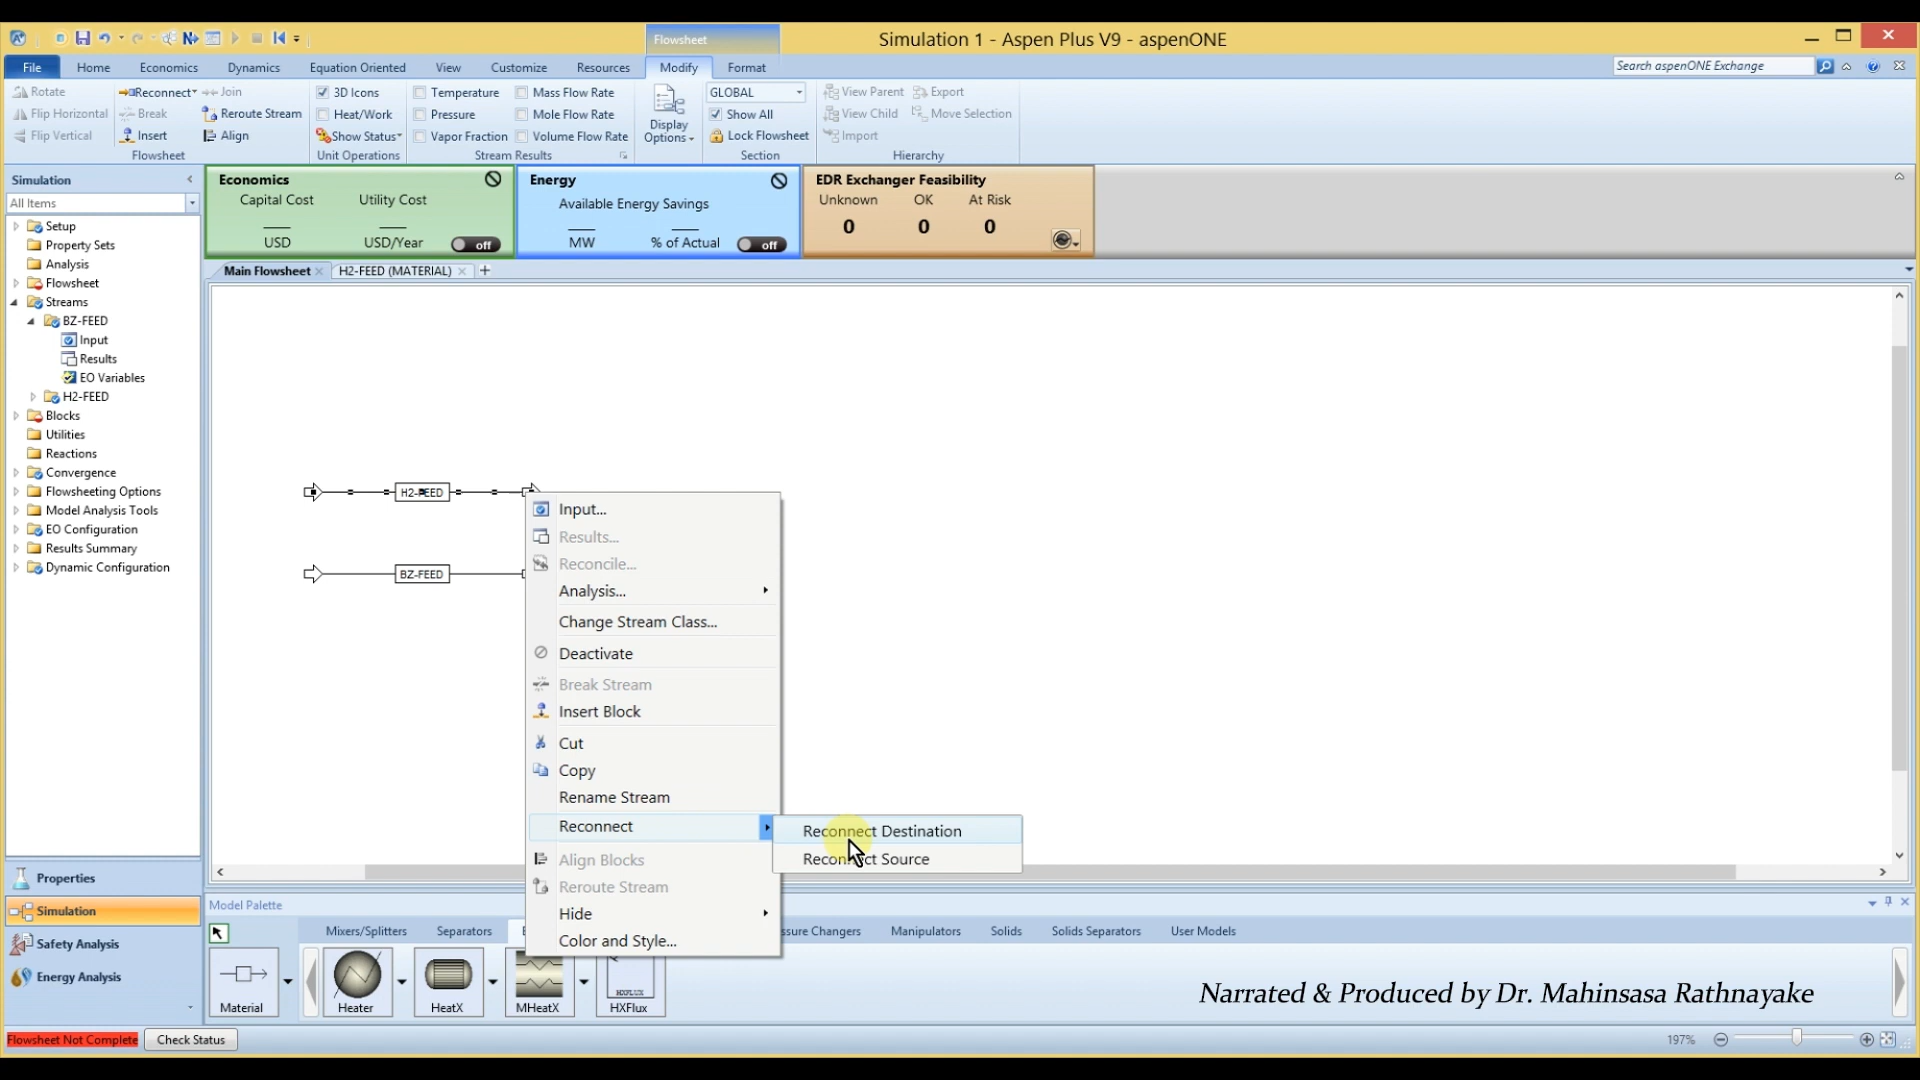 Flowsheet
Simulation 1 - Aspen Plus V9 - aspenONE
File Home Economics Dynamics Equation Oriented View Customize Resources Modify Format
Search aspenONE Exchange
Rotate Reconnect Join 3D Icons Temperature Mass Flow Rate GLOBAL View Parent Export
Flip Horizontal Break Reroute Stream Heat/Work Pressure Mole Flow Rate Display Show All View Child Move Selection
Flip Vertical Insert Align Show Status Vapor Fraction Volume Flow Rate Options Lock Flowsheet Import
Flowsheet Unit Operations Stream Results Section Hierarchy
Simulation
All Items
Setup
Property Sets
Analysis
Flowsheet
Streams
BZ-FEED
Input
Results
EO Variables
H2-FEED
Blocks
Utilities
Reactions
Convergence
Flowsheeting Options
Model Analysis Tools
EO Configuration
Results Summary
Dynamic Configuration
Properties
Simulation
Safety Analysis
Energy Analysis
Economics
Capital Cost Utility Cost
USD USD/Year off
Energy
Available Energy Savings
MW % of Actual off
EDR Exchanger Feasibility
Unknown OK At Risk
0 0 0
Main Flowsheet H2-FEED (MATERIAL) +
H2-FEED
BZ-FEED
Input...
Results...
Reconcile...
Analysis...
Change Stream Class...
Deactivate
Break Stream
Insert Block
Cut
Copy
Rename Stream
Reconnect
Align Blocks
Reroute Stream
Hide
Color and Style...
Reconnect Destination
Reconnect Source
Model Palette
Mixers/Splitters Separators Manipulators Solids Solids Separators User Models
Material Heater HeatX MHeatX HXFlux
Narrated & Produced by Dr. Mahinsasa Rathnayake
Flowsheet Not Complete Check Status 197%